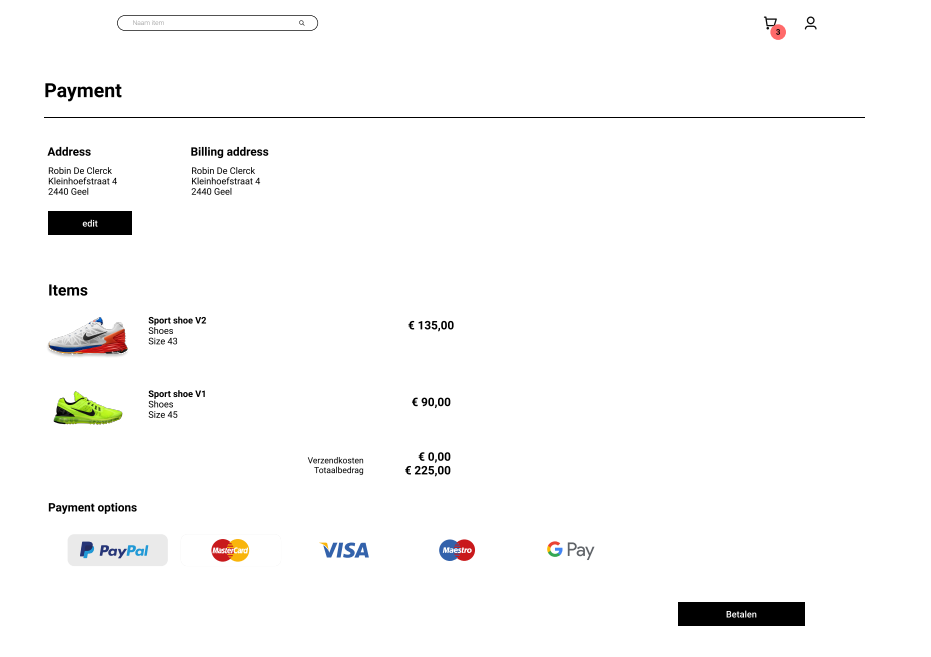 Naam item
3
Payment
Address
Robin De Clerck
Kleinhoefstraat 4
2440 Geel
Billing address
Robin De Clerck
Kleinhoefstraat 4
2440 Geel
edit
Items
Sport shoe V2
Shoes
Size 43
€ 135,00
Sport shoe V1
Shoes
Size 45
€ 90,00
Verzendkosten € 0,00
Totaalbedrag € 225,00
Payment options
PayPal
MasterCard
VISA
Maestro
G Pay
Betalen